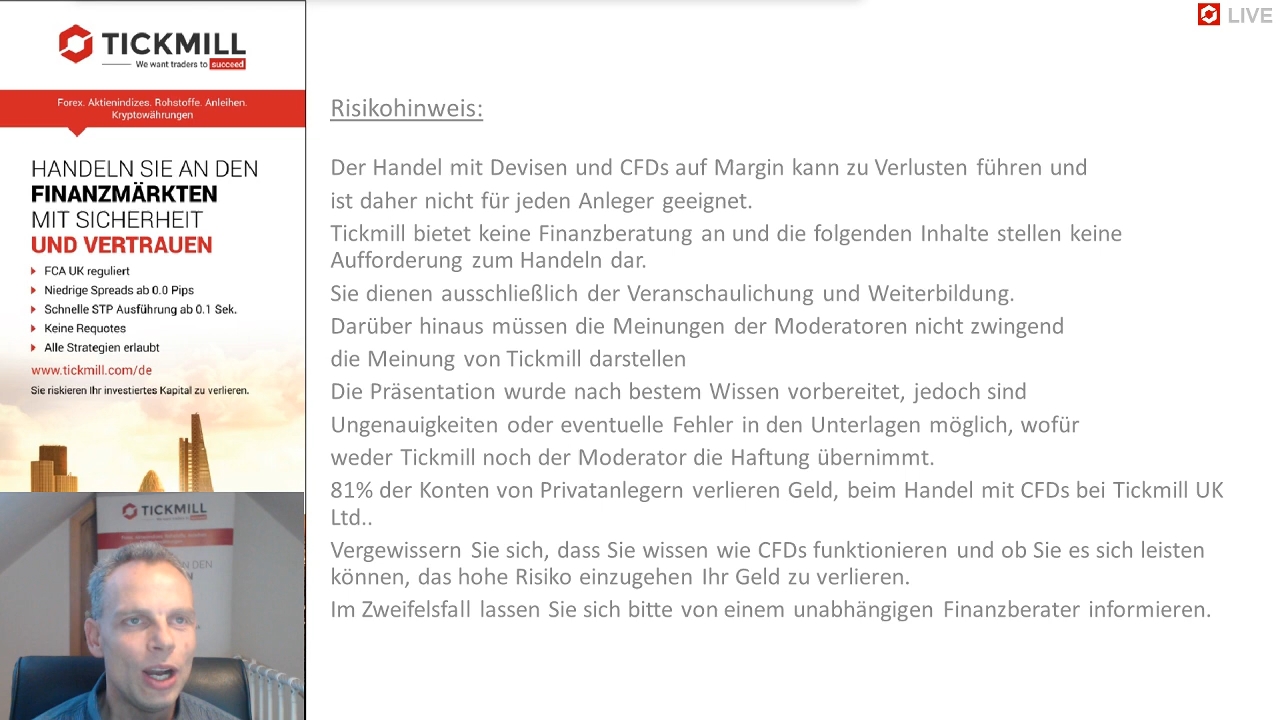 TICKMILL
We want traders to succeed
Forex. Aktienindizes. Rohstoffe. Anleihen.
Kryptowährungen
HANDELN SIE AN DEN
FINANZMÄRKTEN
MIT SICHERHEIT
UND VERTRAUEN
FCA UK reguliert
Niedrige Spreads ab 0.0 Pips
Schnelle STP Ausführung ab 0.1 Sek.
Keine Requotes
Alle Strategien erlaubt
www.tickmill.com/de
Sie riskieren Ihr investiertes Kapital zu verlieren.
TICKMILL
LIVE
Risikohinweis:
Der Handel mit Devisen und CFDs auf Margin kann zu Verlusten führen und
ist daher nicht für jeden Anleger geeignet.
Tickmill bietet keine Finanzberatung an und die folgenden Inhalte stellen keine
Aufforderung zum Handeln dar.
Sie dienen ausschließlich der Veranschaulichung und Weiterbildung.
Darüber hinaus müssen die Meinungen der Moderatoren nicht zwingend
die Meinung von Tickmill darstellen
Die Präsentation wurde nach bestem Wissen vorbereitet, jedoch sind
Ungenauigkeiten oder eventuelle Fehler in den Unterlagen möglich, wofür
weder Tickmill noch der Moderator die Haftung übernimmt.
81% der Konten von Privatanlegern verlieren Geld, beim Handel mit CFDs bei Tickmill UK
Ltd..
Vergewissern Sie sich, dass Sie wissen wie CFDs funktionieren und ob Sie es sich leisten
können, das hohe Risiko einzugehen Ihr Geld zu verlieren.
Im Zweifelsfall lassen Sie sich bitte von einem unabhängigen Finanzberater informieren.